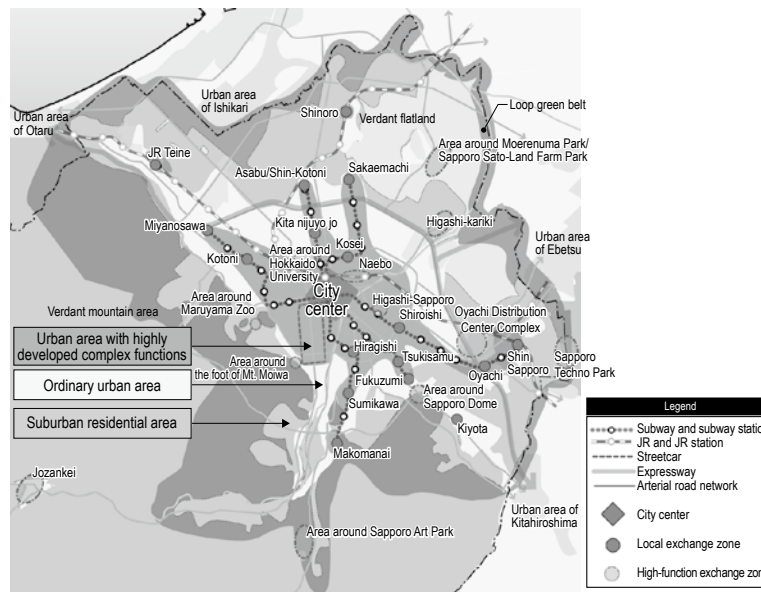 Urban area
of Ishikari
Urban area
of Otaru
Shinoro
Verdant flatland
Loop green belt
JR Teine
Asabu/Shin-Kotoni
Sakaemachi
Area around Moerenuma Park/
Sapporo Sato-Land Farm Park
Miyanosawa
Kita nijuyo jo
Higashi-kariki
Kotoni
Area around
Hokkaido
University
Kosei
Naebo
Urban area
of Ebetsu
City
center
Area around
Maruyama Zoo
Verdant mountain area
Higashi-Sapporo
Shiroishi
Oyachi Distribution
Center Complex
Urban area with highly
developed complex functions
Hiragishi
Tsukisamu
Shin
Sapporo
Sapporo
Techno Park
Area around
the foot of Mt. Moiwa
Oyachi
Ordinary urban area
Fukuzumi
Area around
Sapporo Dome
Sumikawa
Suburban residential area
Kiyota
Makomanai
Jozankei
Urban area of
Kitahiroshima
Area around Sapporo Art Park
Legend
Subway and subway static
JR and JR station
Streetcar
Expressway
Arterial road network
City center
Local exchange zone
High-function exchange zon